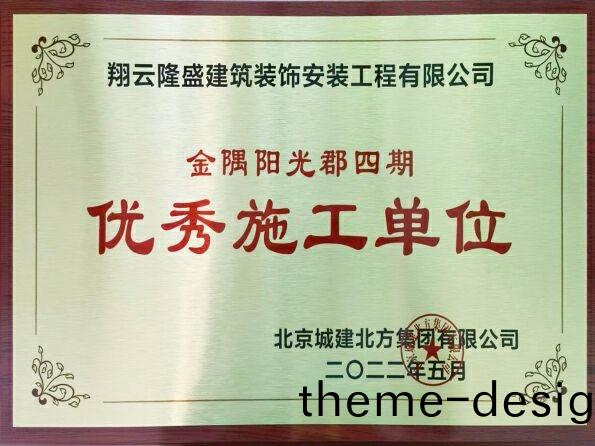 翔云隆盛建筑装饰安装工程有限公司
金隅阳光郡四期
优秀施工单位
北京城建北方集团有限公司
二〇二二年五月
theme-desig